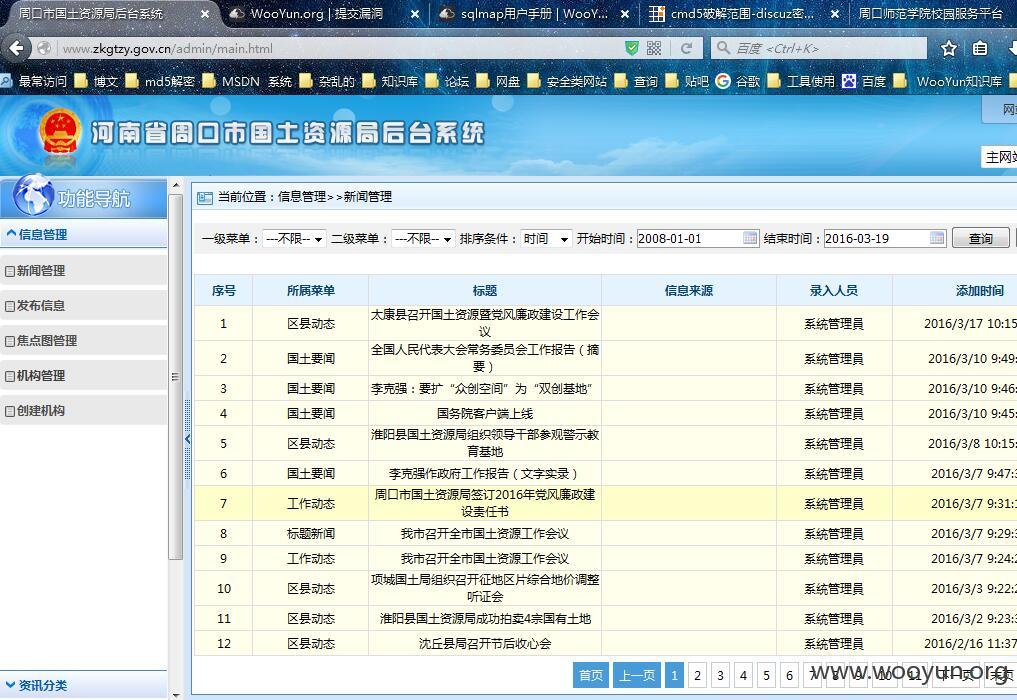 周口市国土资源局后台系统 × WooYun.org | 提交漏洞 × sqlmap用户手册 | WooY... × cmd5破解范围-discuz密... × 周口师范学院校园服务平台
www.zkgtzy.gov.cn/admin/main.html 百度 <Ctrl+K>
最常访问 博文 md5解密 MSDN 系统 杂乱的 知识库 论坛 网盘 安全类网站 查询 贴吧 谷歌 工具使用 百度 WooYun知识库
河南省周口市国土资源局后台系统
主网站
功能导航
信息管理
新闻管理
发布信息
焦点图管理
机构管理
创建机构
资讯分类
当前位置：信息管理>>新闻管理
一级菜单： ---不限-- 二级菜单： ---不限-- 排序条件： 时间 开始时间： 2008-01-01 结束时间： 2016-03-19 查询
序号 所属菜单 标题 信息来源 录入人员 添加时间
1 区县动态 太康县召开国土资源暨党风廉政建设工作会议 系统管理員 2016/3/17 10:15
2 国土要闻 全国人民代表大会常务委员会工作报告（摘要） 系统管理員 2016/3/10 9:49:
3 国土要闻 李克强：要扩“众创空间”为“双创基地” 系统管理員 2016/3/10 9:46:
4 国土要闻 国务院客户端上线 系统管理員 2016/3/10 9:45:
5 区县动态 淮阳县国土资源局组织领导干部参观警示教育基地 系统管理員 2016/3/8 10:15:
6 国土要闻 李克强作政府工作报告（文字实录） 系统管理員 2016/3/7 9:47:3
7 工作动态 周口市国土资源局签订2016年党风廉政建设责任书 系统管理員 2016/3/7 9:31:1
8 标题新闻 我市召开全市国土资源工作会议 系统管理員 2016/3/7 9:29:3
9 工作动态 我市召开全市国土资源工作会议 系统管理員 2016/3/7 9:24:2
10 区县动态 项城国土局组织召开征地区片综合地价调整听证会 系统管理員 2016/3/3 9:22:2
11 区县动态 淮阳县国土资源局成功拍卖4宗国有土地 系统管理員 2016/3/2 9:23:3
12 区县动态 沈丘县局召开节后收心会 系统管理員 2016/2/16 11:37
首页 上一页 1 2 3 4 5 6 7 8 9 10 11 下一页 末页
www.wooyun.org